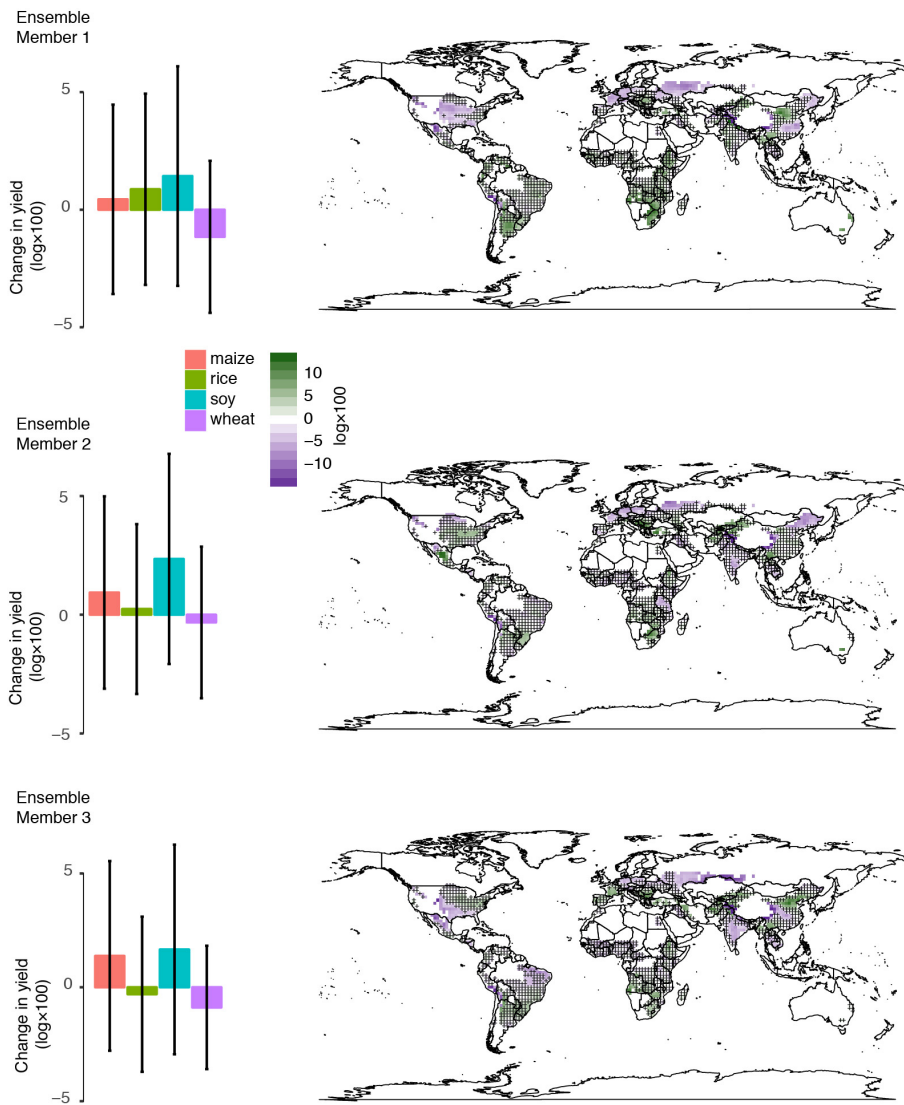 Ensemble
Member 1
5
0
−5
Change in yield
(log×100)
maize
rice
soy
wheat
10
5
0
−5
−10
log×100
Ensemble
Member 2
5
0
−5
Change in yield
(log×100)
Ensemble
Member 3
5
0
−5
Change in yield
(log×100)